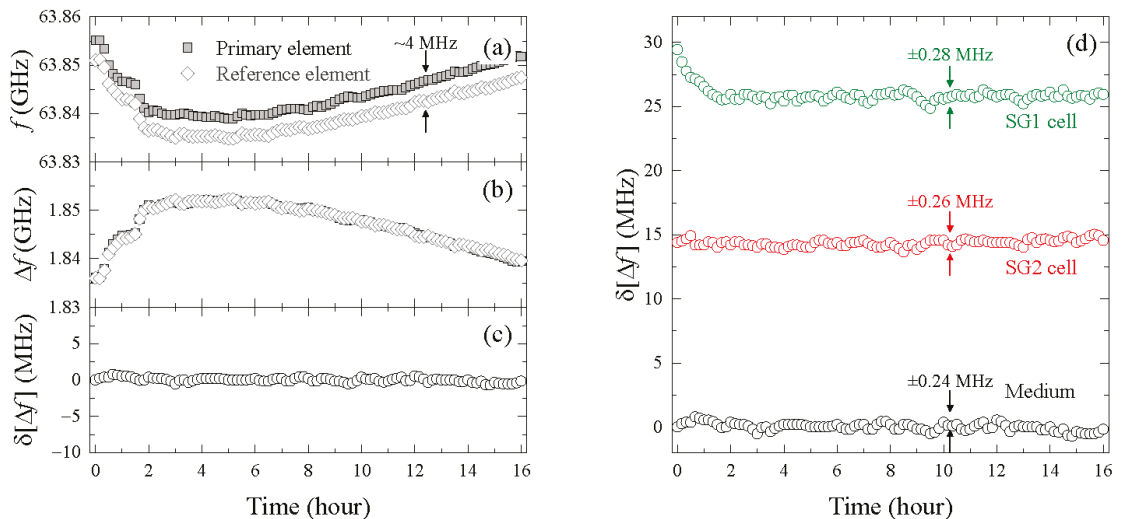 63.86
63.85
63.84
63.83
f (GHz)
Primary element
Reference element
~4 MHz
(a)
1.85
1.84
1.83
Δf (GHz)
(b)
5
0
−5
−10
δ[Δf] (MHz)
(c)
0 2 4 6 8 10 12 14 16
Time (hour)
30
25
20
15
10
5
0
δ[Δf] (MHz)
(d)
±0.28 MHz
SG1 cell
±0.26 MHz
SG2 cell
±0.24 MHz
Medium
0 2 4 6 8 10 12 14 16
Time (hour)